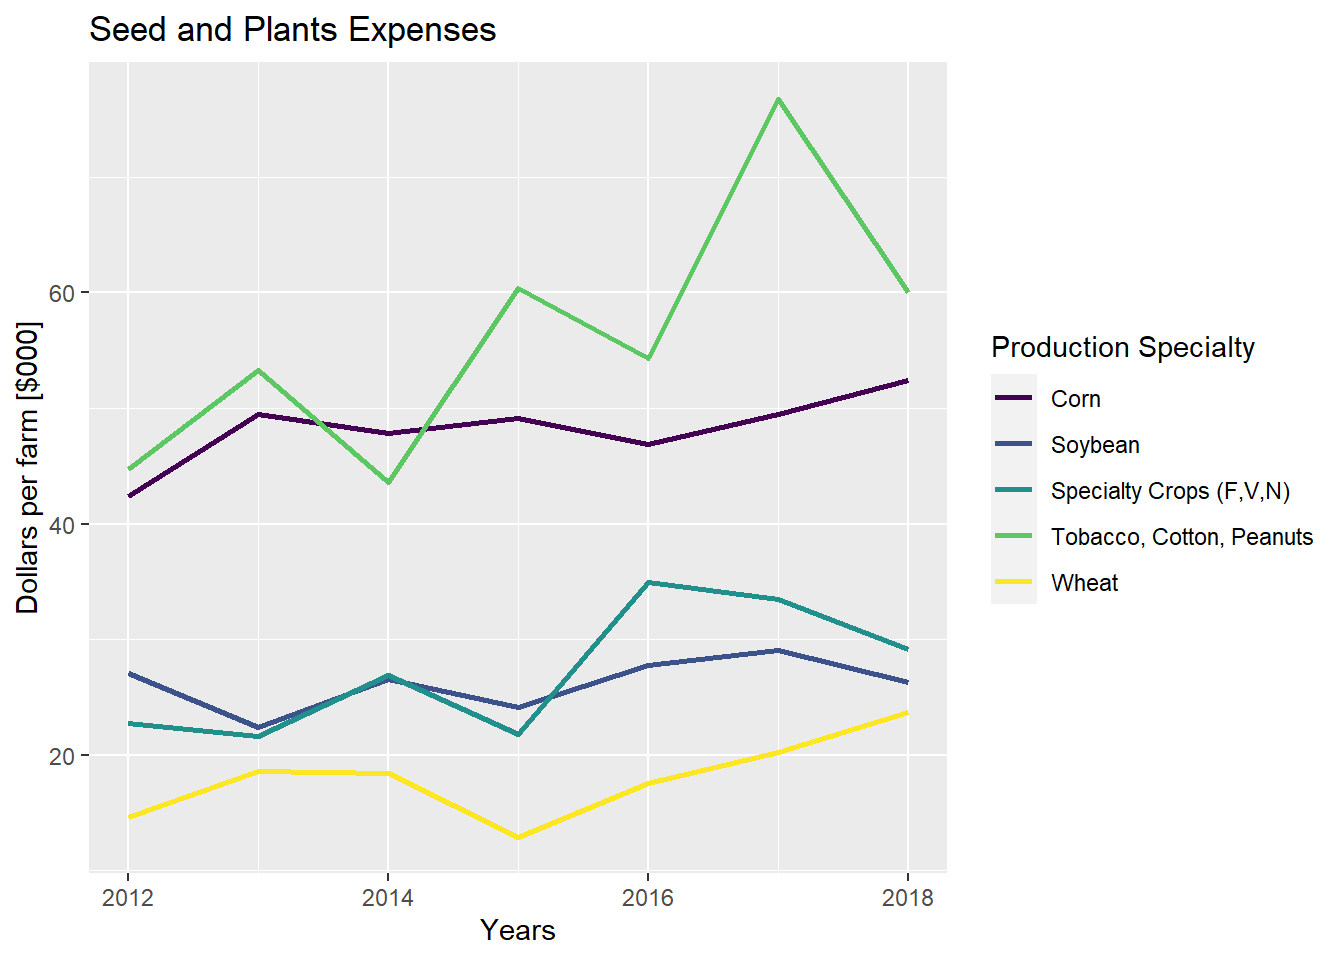 Seed and Plants Expenses
Dollars per farm [$000]
60
40
20
2012
2014
2016
2018
Years
Production Specialty
Corn
Soybean
Specialty Crops (F,V,N)
Tobacco, Cotton, Peanuts
Wheat